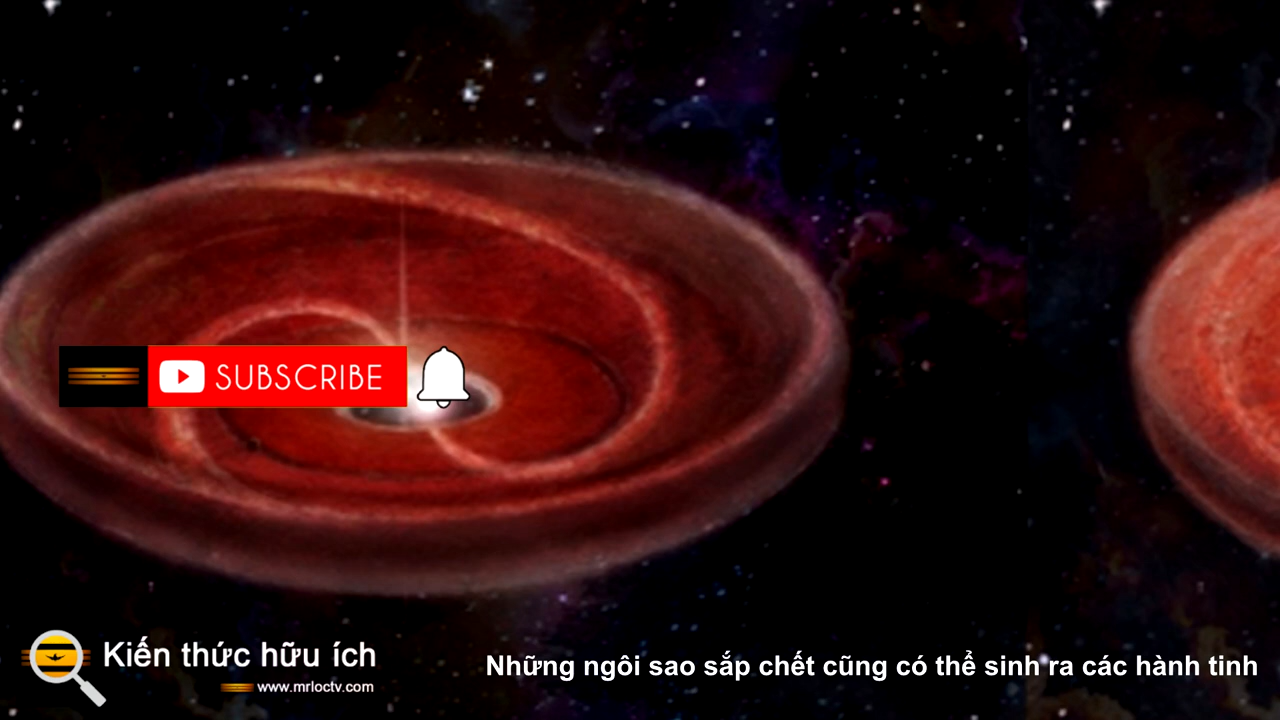 SUBSCRIBE
Kiến thức hữu ích
www.mrloctv.com
Những ngôi sao sắp chết cũng có thể sinh ra các hành tinh